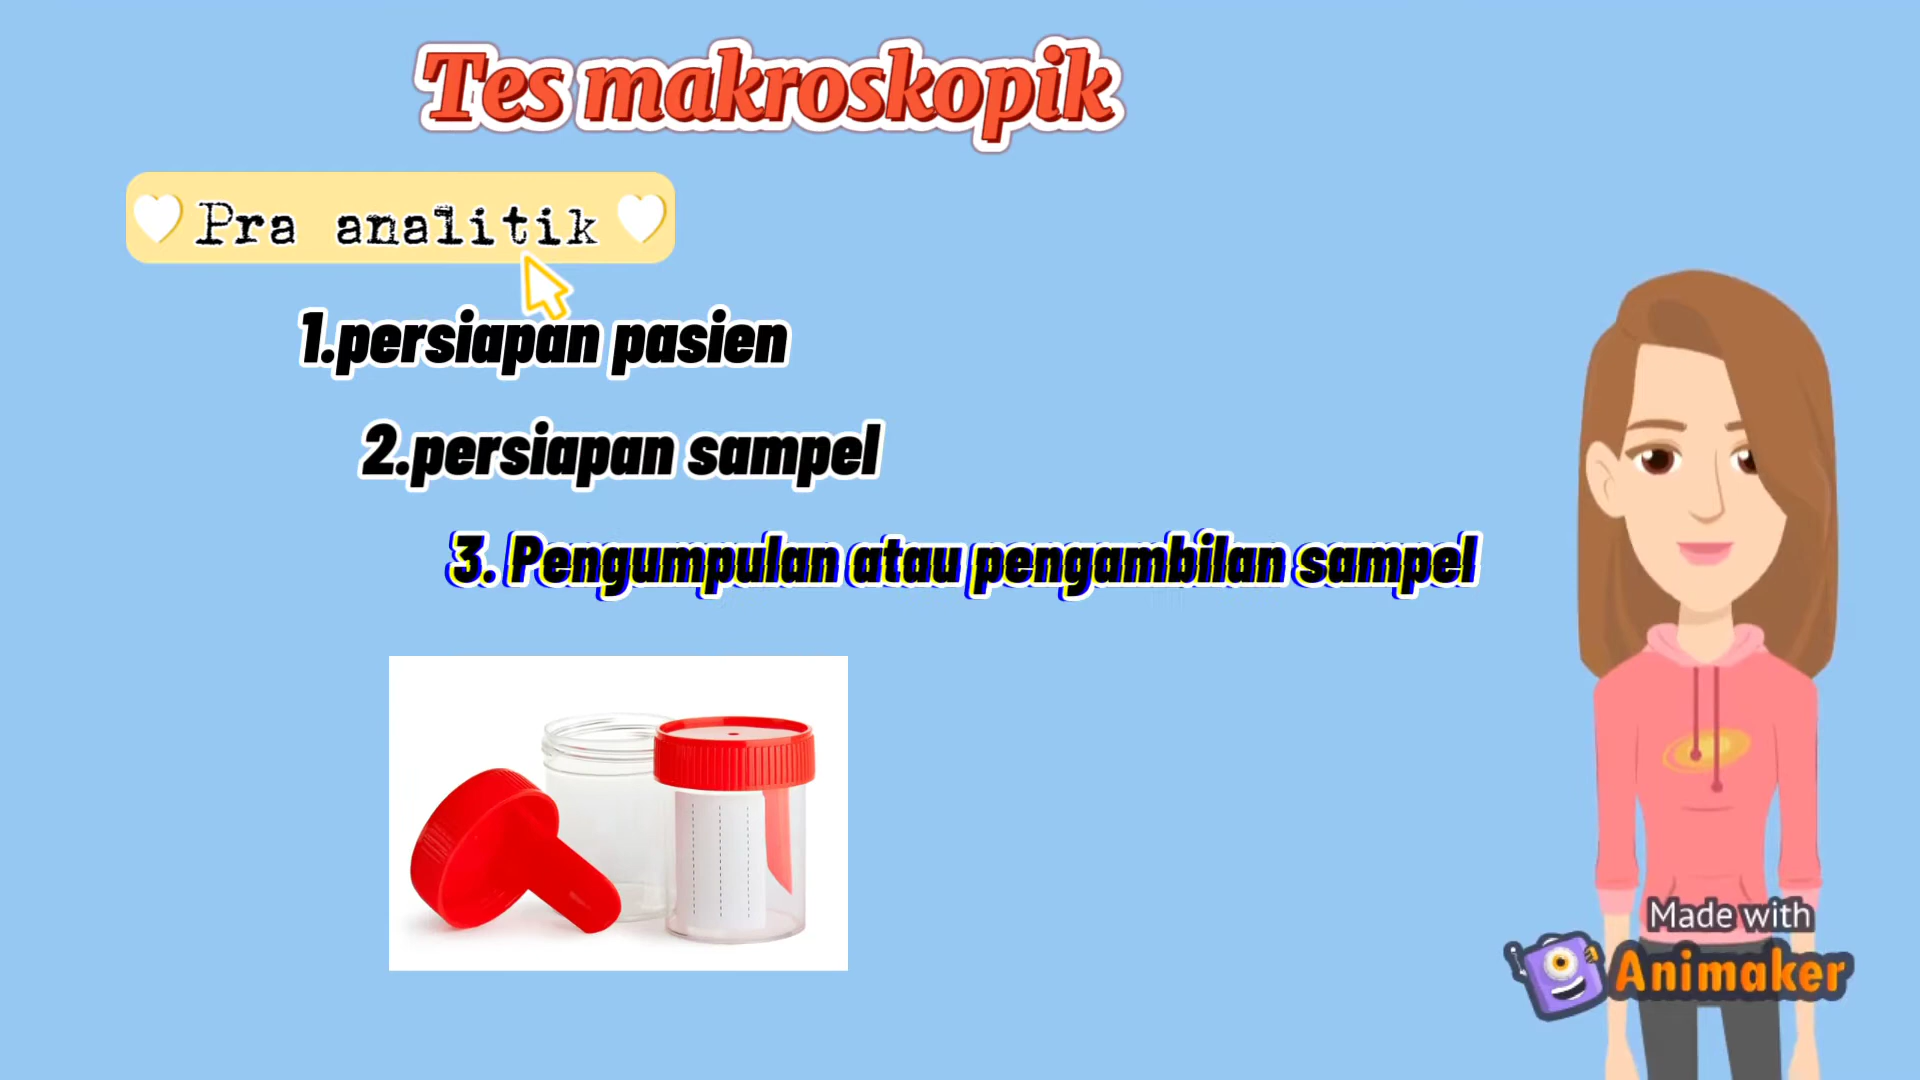 Tes makroskopik
Pra analitik
1.persiapan pasien
2.persiapan sampel
3. Pengumpulan atau pengambilan sampel
Made with
Animaker